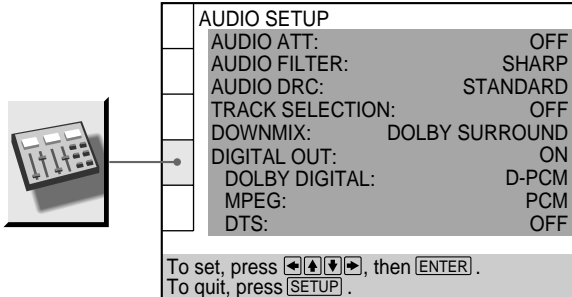 AUDIO SETUP
AUDIO ATT: OFF
AUDIO FILTER: SHARP
AUDIO DRC: STANDARD
TRACK SELECTION: OFF
DOWNMIX: DOLBY SURROUND
DIGITAL OUT: ON
DOLBY DIGITAL: D-PCM
MPEG: PCM
DTS: OFF
To set, press ←↑↓→, then ENTER.
To quit, press SETUP.